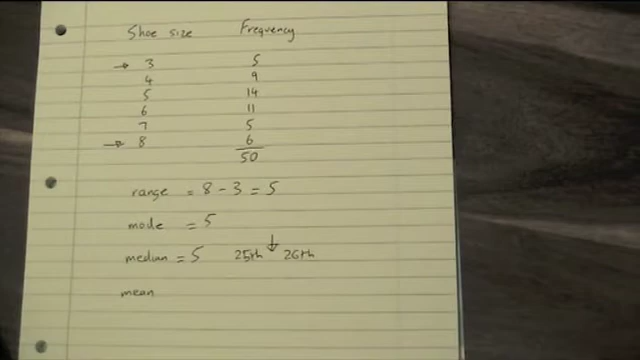 Shoe size Frequency
→ 3 5
4 9
5 14
6 11
7 5
→ 8 6
50
range = 8 - 3 = 5
mode = 5
median = 5 25th ↓ 26th
mean